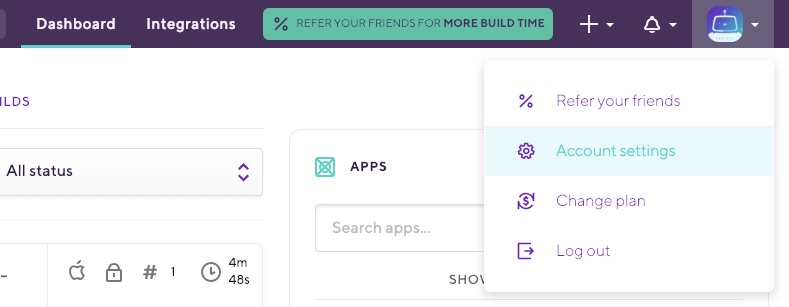 Dashboard
Integrations
REFER YOUR FRIENDS FOR MORE BUILD TIME
Refer your friends
Account settings
Change plan
Log out
ILDS
All status
APPS
Search apps...
# 1
4m
48s